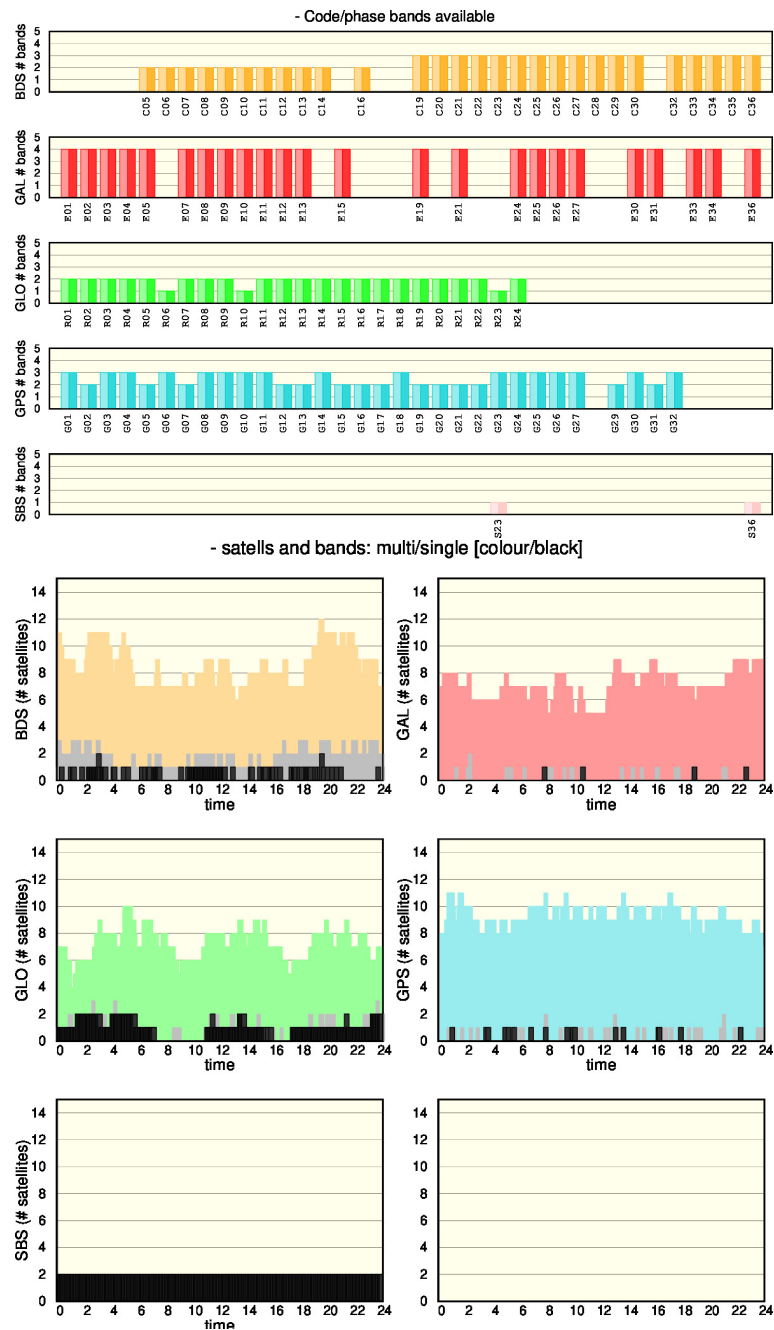 - Code/phase bands available
BDS # bands
5
4
3
2
1
0
C05 C06 C07 C08 C09 C10 C11 C12 C13 C14 C16 C19 C20 C21 C22 C23 C24 C25 C26 C27 C28 C29 C30 C32 C33 C34 C35 C36
GAL # bands
5
4
3
2
1
0
E01 E02 E03 E04 E05 E07 E08 E09 E10 E11 E12 E13 E15 E19 E21 E24 E25 E26 E27 E30 E31 E33 E34 E36
GLO # bands
5
4
3
2
1
0
R01 R02 R03 R04 R05 R06 R07 R08 R09 R10 R11 R12 R13 R14 R15 R16 R17 R18 R19 R20 R21 R22 R23 R24
GPS # bands
5
4
3
2
1
0
G01 G02 G03 G04 G05 G06 G07 G08 G09 G10 G11 G12 G13 G14 G15 G16 G17 G18 G19 G20 G21 G22 G23 G24 G25 G26 G27 G29 G30 G31 G32
SBS # bands
5
4
3
2
1
0
S23 S36
- satells and bands: multi/single [colour/black]
BDS (# satellites)
14
12
10
8
6
4
2
0
0 2 4 6 8 10 12 14 16 18 20 22 24
time
GAL (# satellites)
14
12
10
8
6
4
2
0
0 2 4 6 8 10 12 14 16 18 20 22 24
time
GLO (# satellites)
14
12
10
8
6
4
2
0
0 2 4 6 8 10 12 14 16 18 20 22 24
time
GPS (# satellites)
14
12
10
8
6
4
2
0
0 2 4 6 8 10 12 14 16 18 20 22 24
time
SBS (# satellites)
14
12
10
8
6
4
2
0
0 2 4 6 8 10 12 14 16 18 20 22 24
time
14
12
10
8
6
4
2
0
0 2 4 6 8 10 12 14 16 18 20 22 24
time